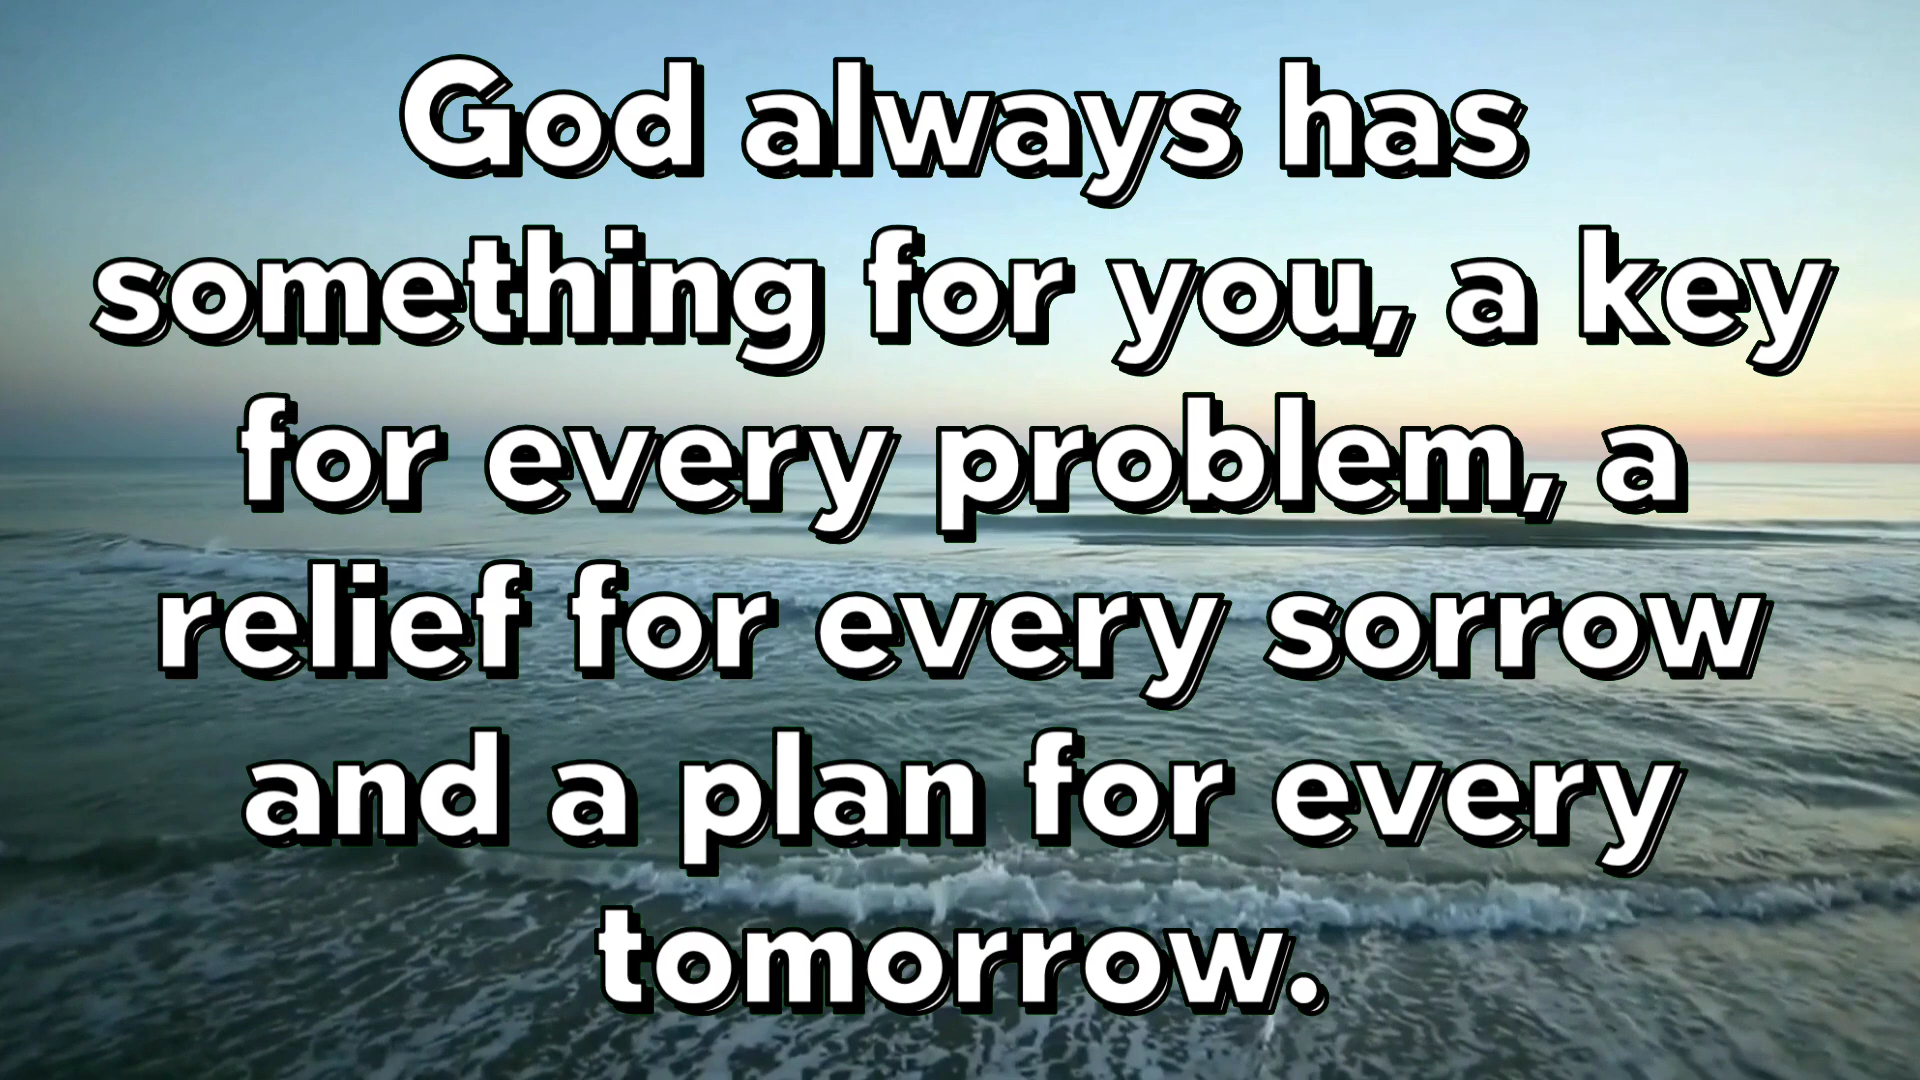 God always has
something for you, a key
for every problem, a
relief for every sorrow
and a plan for every
tomorrow.